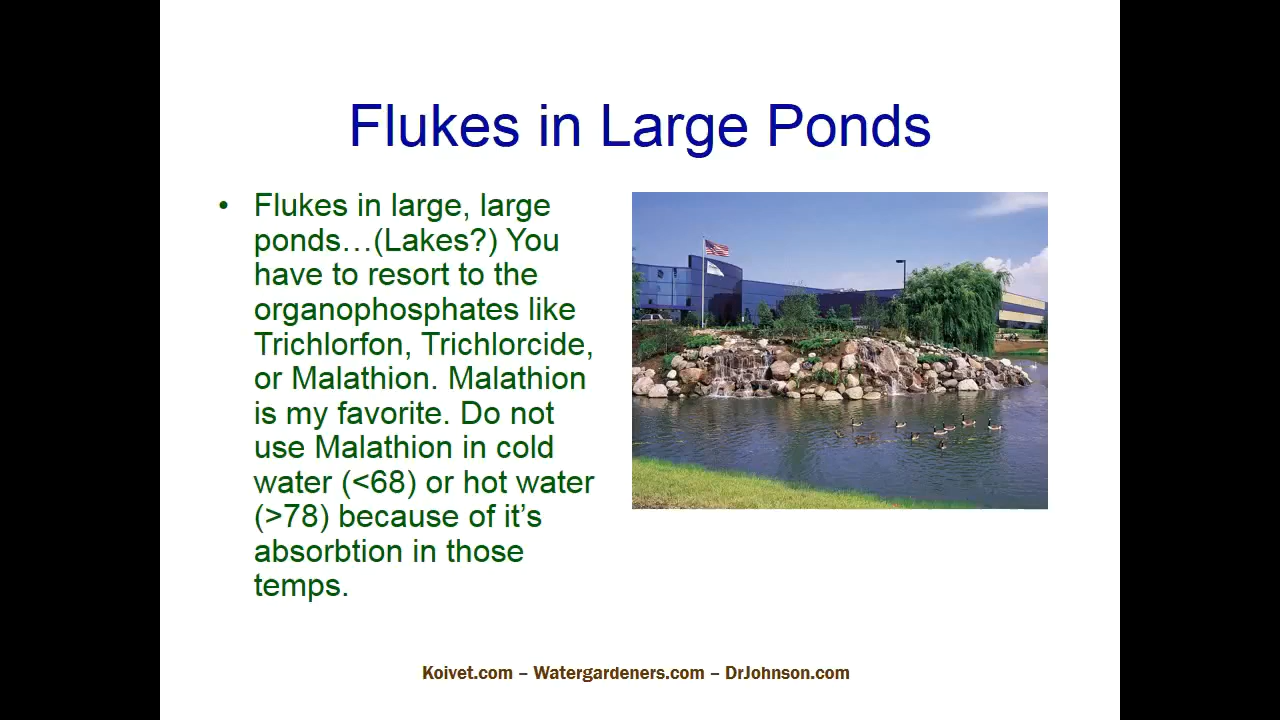 Flukes in Large Ponds
• Flukes in large, large
ponds…(Lakes?) You
have to resort to the
organophosphates like
Trichlorfon, Trichlorcide,
or Malathion. Malathion
is my favorite. Do not
use Malathion in cold
water (<68) or hot water
(>78) because of it’s
absorbtion in those
temps.
Koivet.com – Watergardeners.com – DrJohnson.com